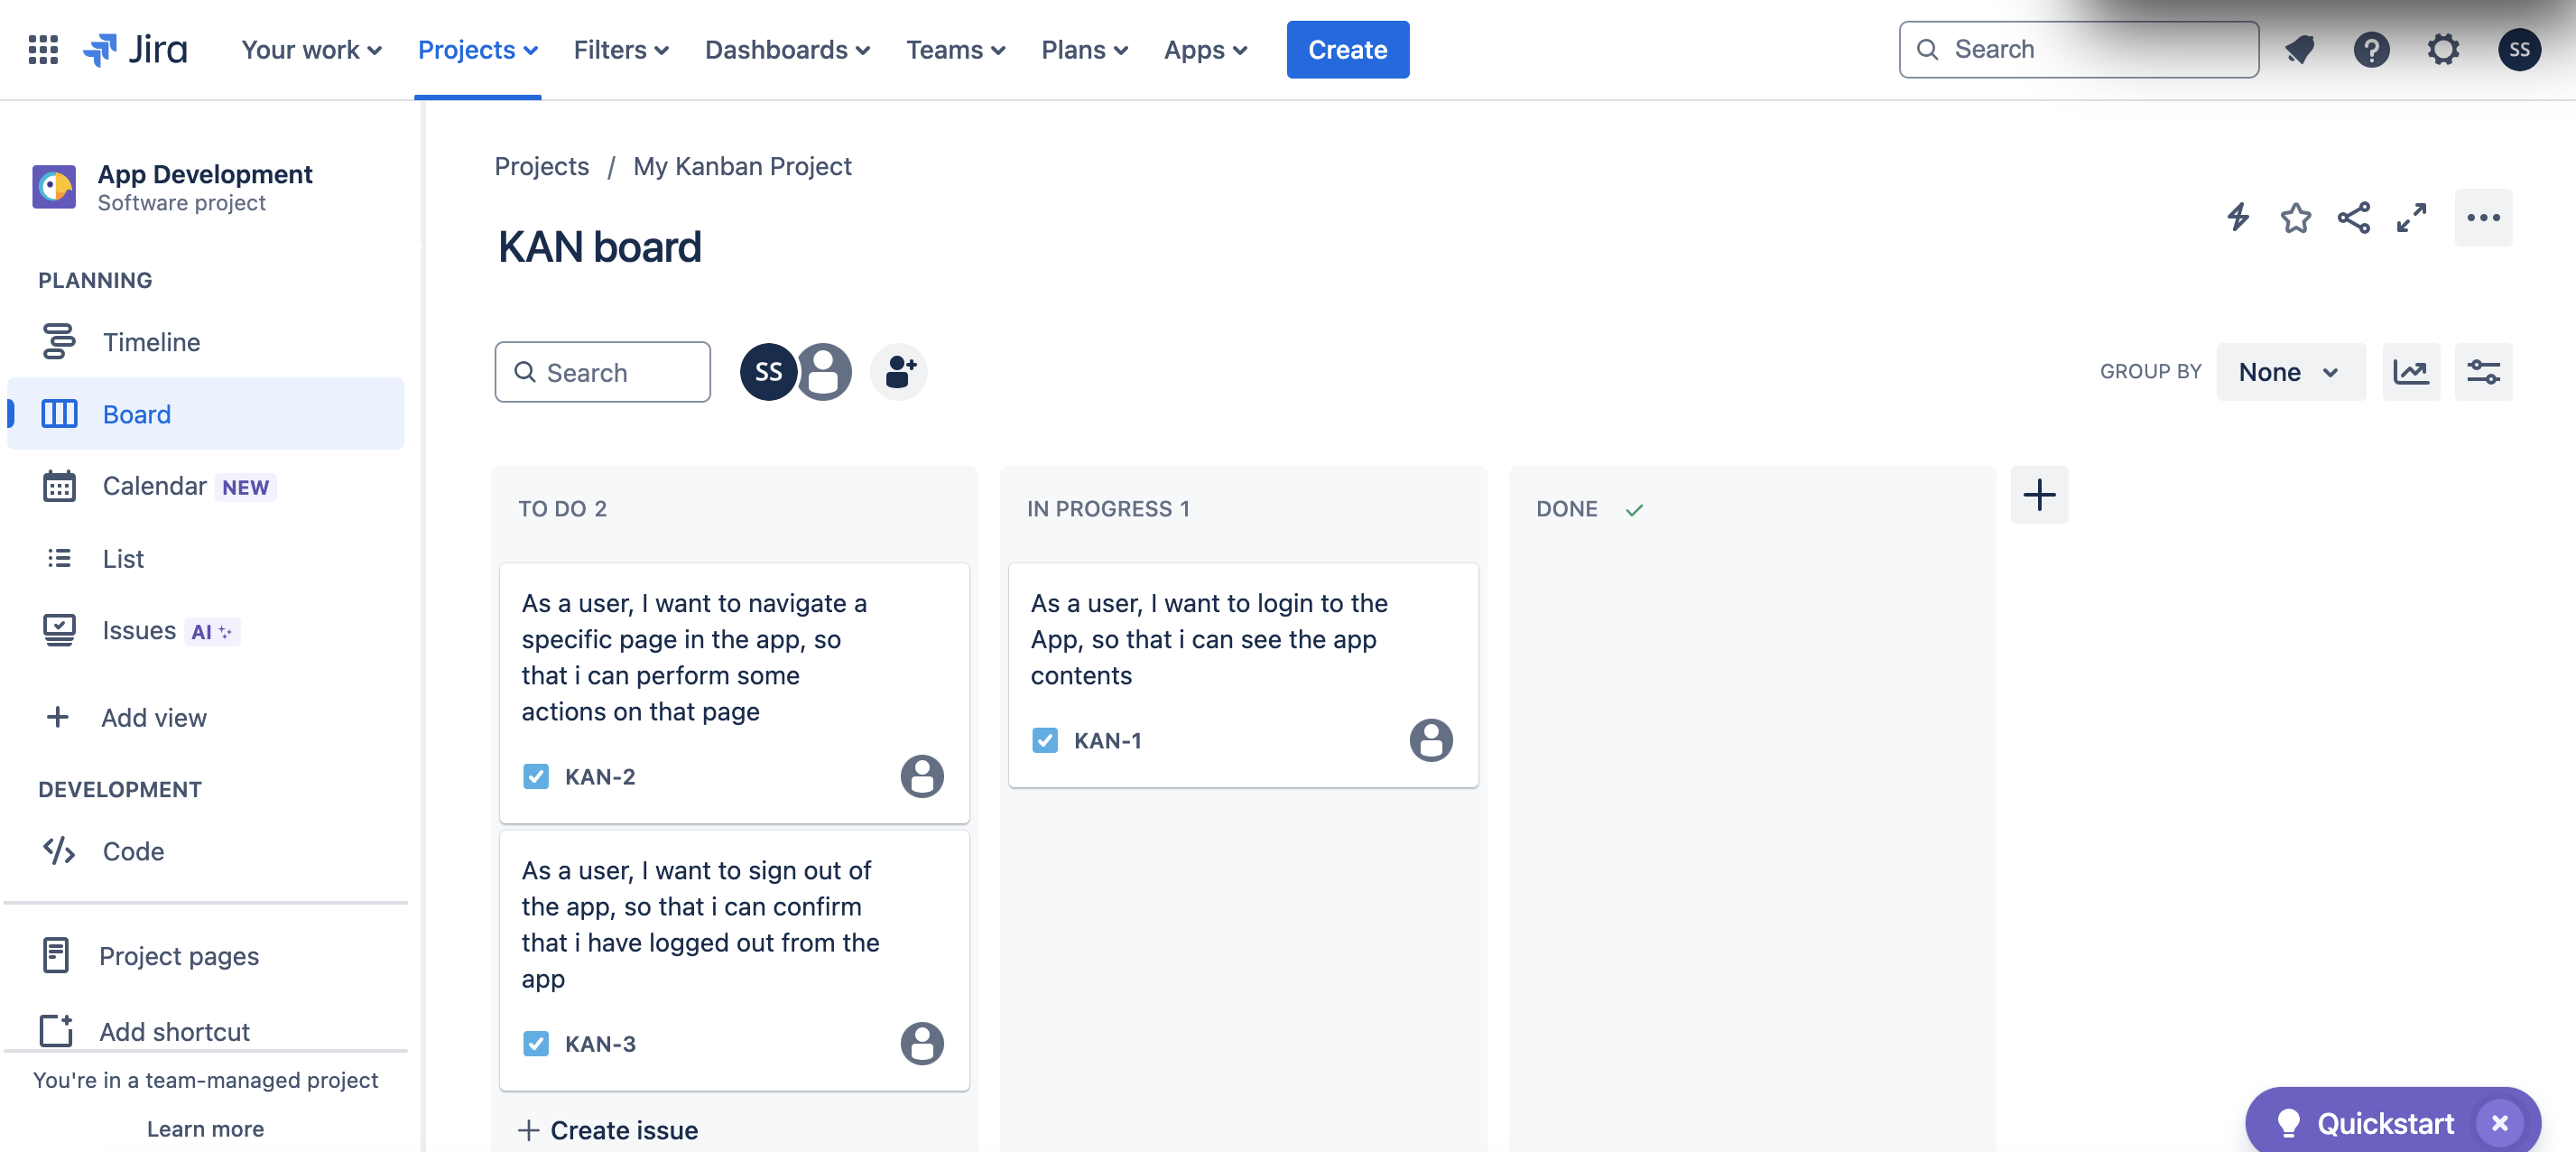 Jira
Your work
Projects
Filters
Dashboards
Teams
Plans
Apps
Create
Search
SS
App Development
Software project
PLANNING
Timeline
Board
Calendar NEW
List
Issues AI
Add view
DEVELOPMENT
Code
Project pages
Add shortcut
You're in a team-managed project
Learn more
Projects / My Kanban Project
KAN board
Search
SS
GROUP BY
None
TO DO 2
As a user, I want to navigate a
specific page in the app, so
that i can perform some
actions on that page
KAN-2
As a user, I want to sign out of
the app, so that i can confirm
that i have logged out from the
app
KAN-3
Create issue
IN PROGRESS 1
As a user, I want to login to the
App, so that i can see the app
contents
KAN-1
DONE
Quickstart